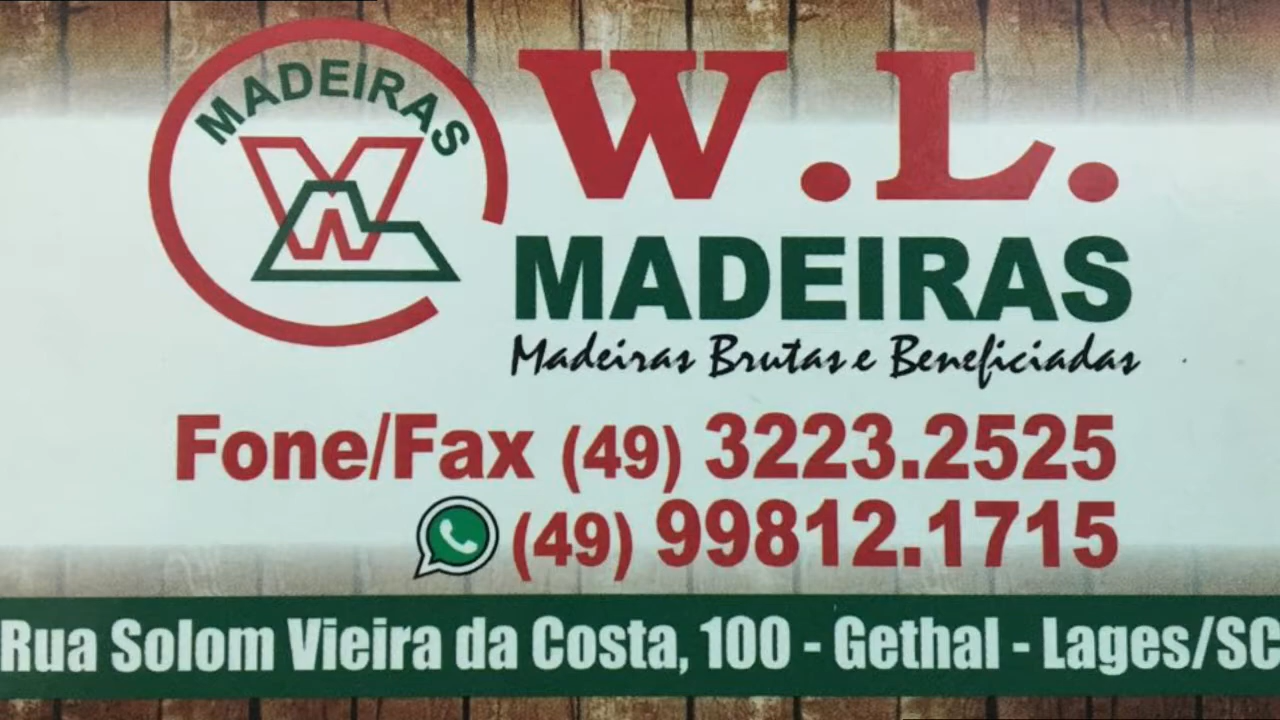 MADEIRAS
WL
W.L.
MADEIRAS
Madeiras Brutas e Beneficiadas
Fone/Fax (49) 3223.2525
(49) 99812.1715
Rua Solom Vieira da Costa, 100 - Gethal - Lages/SC